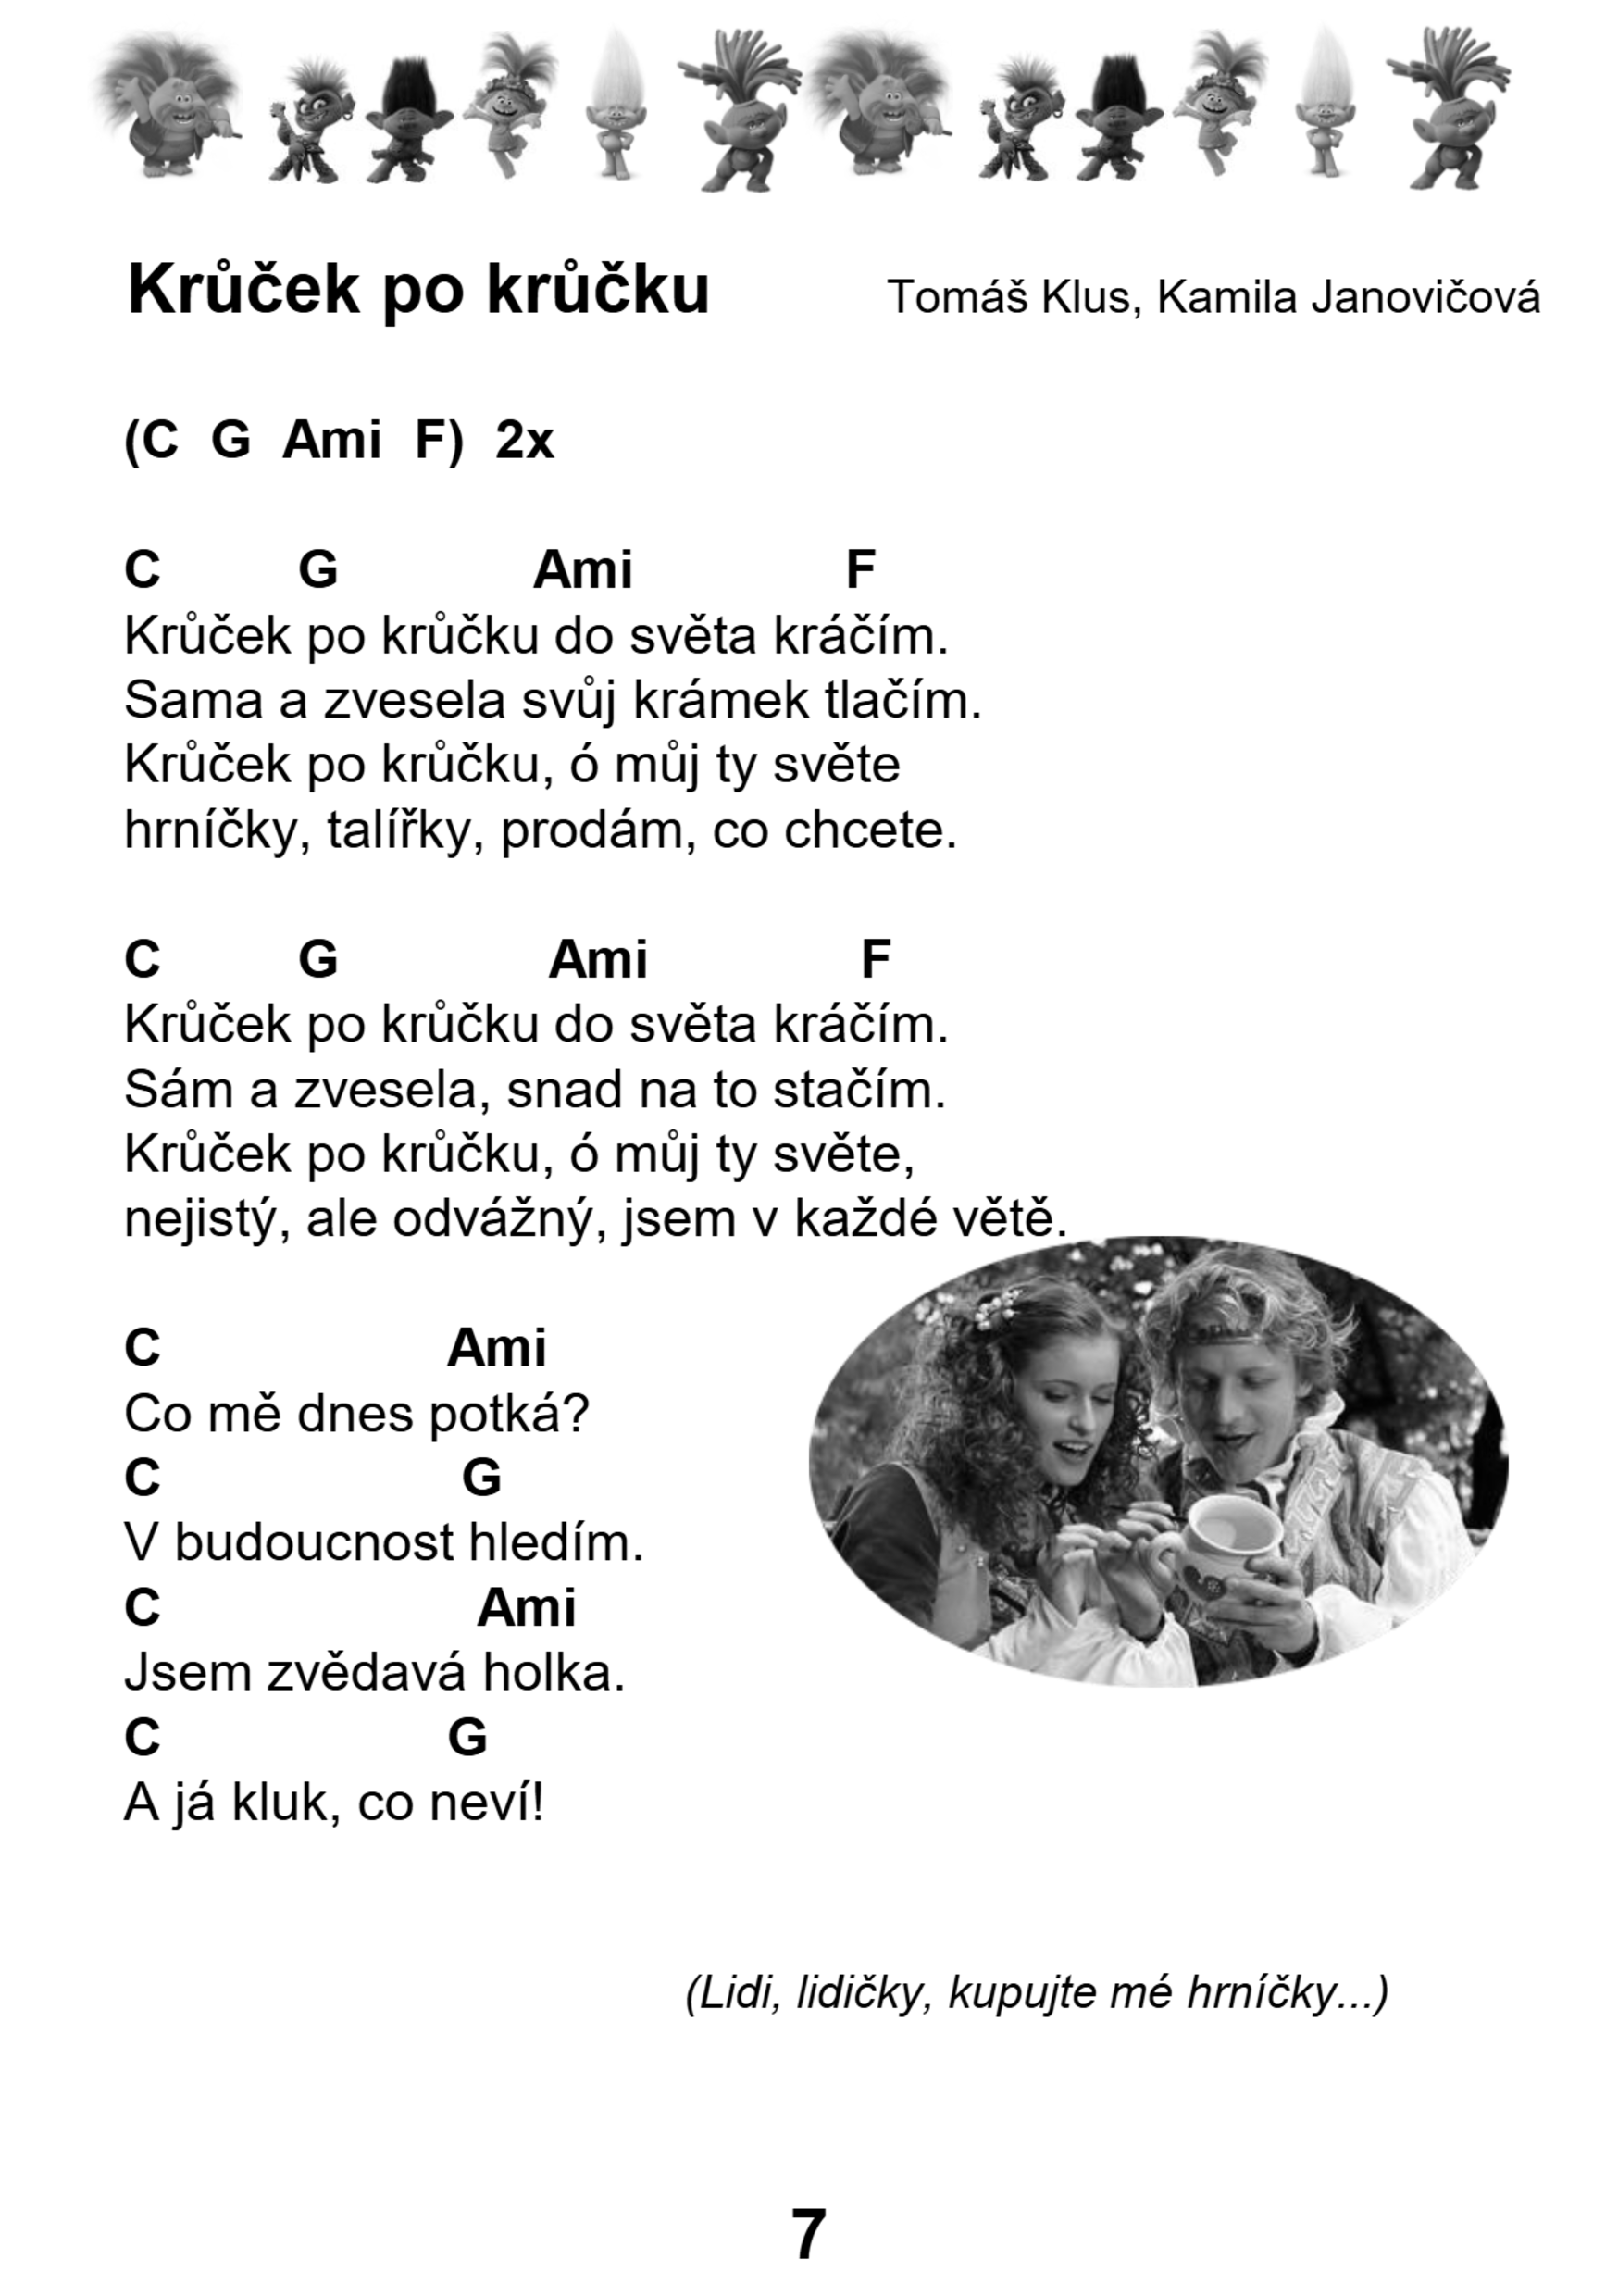 Krůček po krůčku Tomáš Klus, Kamila Janovičová
(C G Ami F) 2x
C G Ami F
Krůček po krůčku do světa kráčím.
Sama a zvesela svůj krámek tlačím.
Krůček po krůčku, ó můj ty světe
hrníčky, talířky, prodám, co chcete.
C G Ami F
Krůček po krůčku do světa kráčím.
Sám a zvesela, snad na to stačím.
Krůček po krůčku, ó můj ty světe,
nejistý, ale odvážný, jsem v každé větě.
C Ami
Co mě dnes potká?
C G
V budoucnost hledím.
C Ami
Jsem zvědavá holka.
C G
A já kluk, co neví!
(Lidi, lidičky, kupujte mé hrníčky...)
7